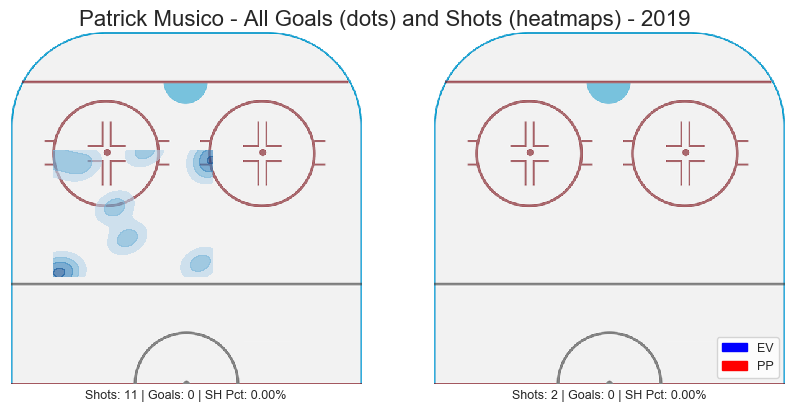 Patrick Musico - All Goals (dots) and Shots (heatmaps) - 2019
EV
PP
Shots: 11 | Goals: 0 | SH Pct: 0.00%
Shots: 2 | Goals: 0 | SH Pct: 0.00%